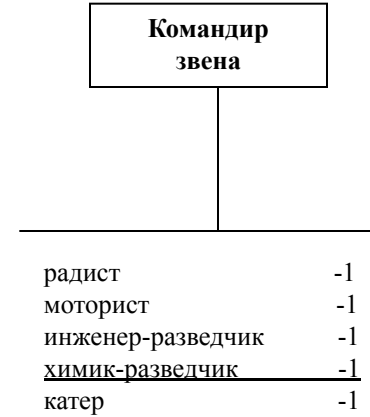 Командир
звена
радист -1
моторист -1
инженер-разведчик -1
химик-разведчик -1
катер -1